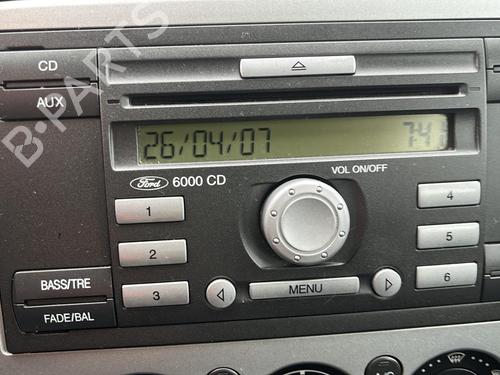 CD
AUX
26/04/07 7:41
Ford 6000 CD
VOL ON/OFF
1
2
3
4
5
6
BASS/TRE
FADE/BAL
MENU
B-PARTS